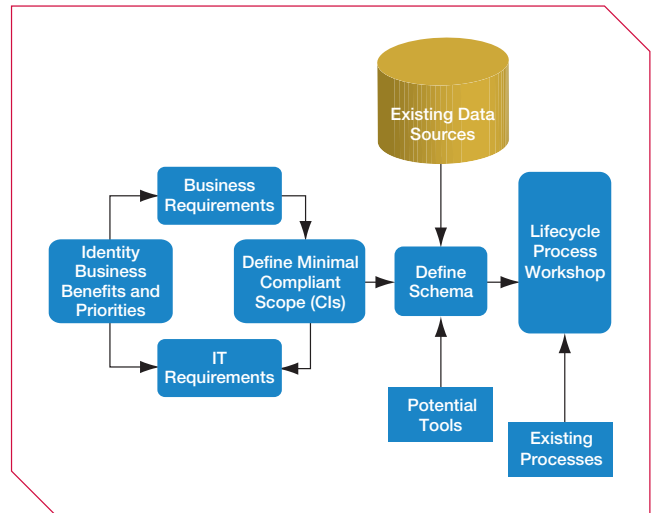 Existing Data
Sources
Business
Requirements
Identity
Business
Benefits and
Priorities
Define Minimal
Compliant
Scope (CIs)
Define
Schema
Lifecycle
Process
Workshop
IT
Requirements
Potential
Tools
Existing
Processes